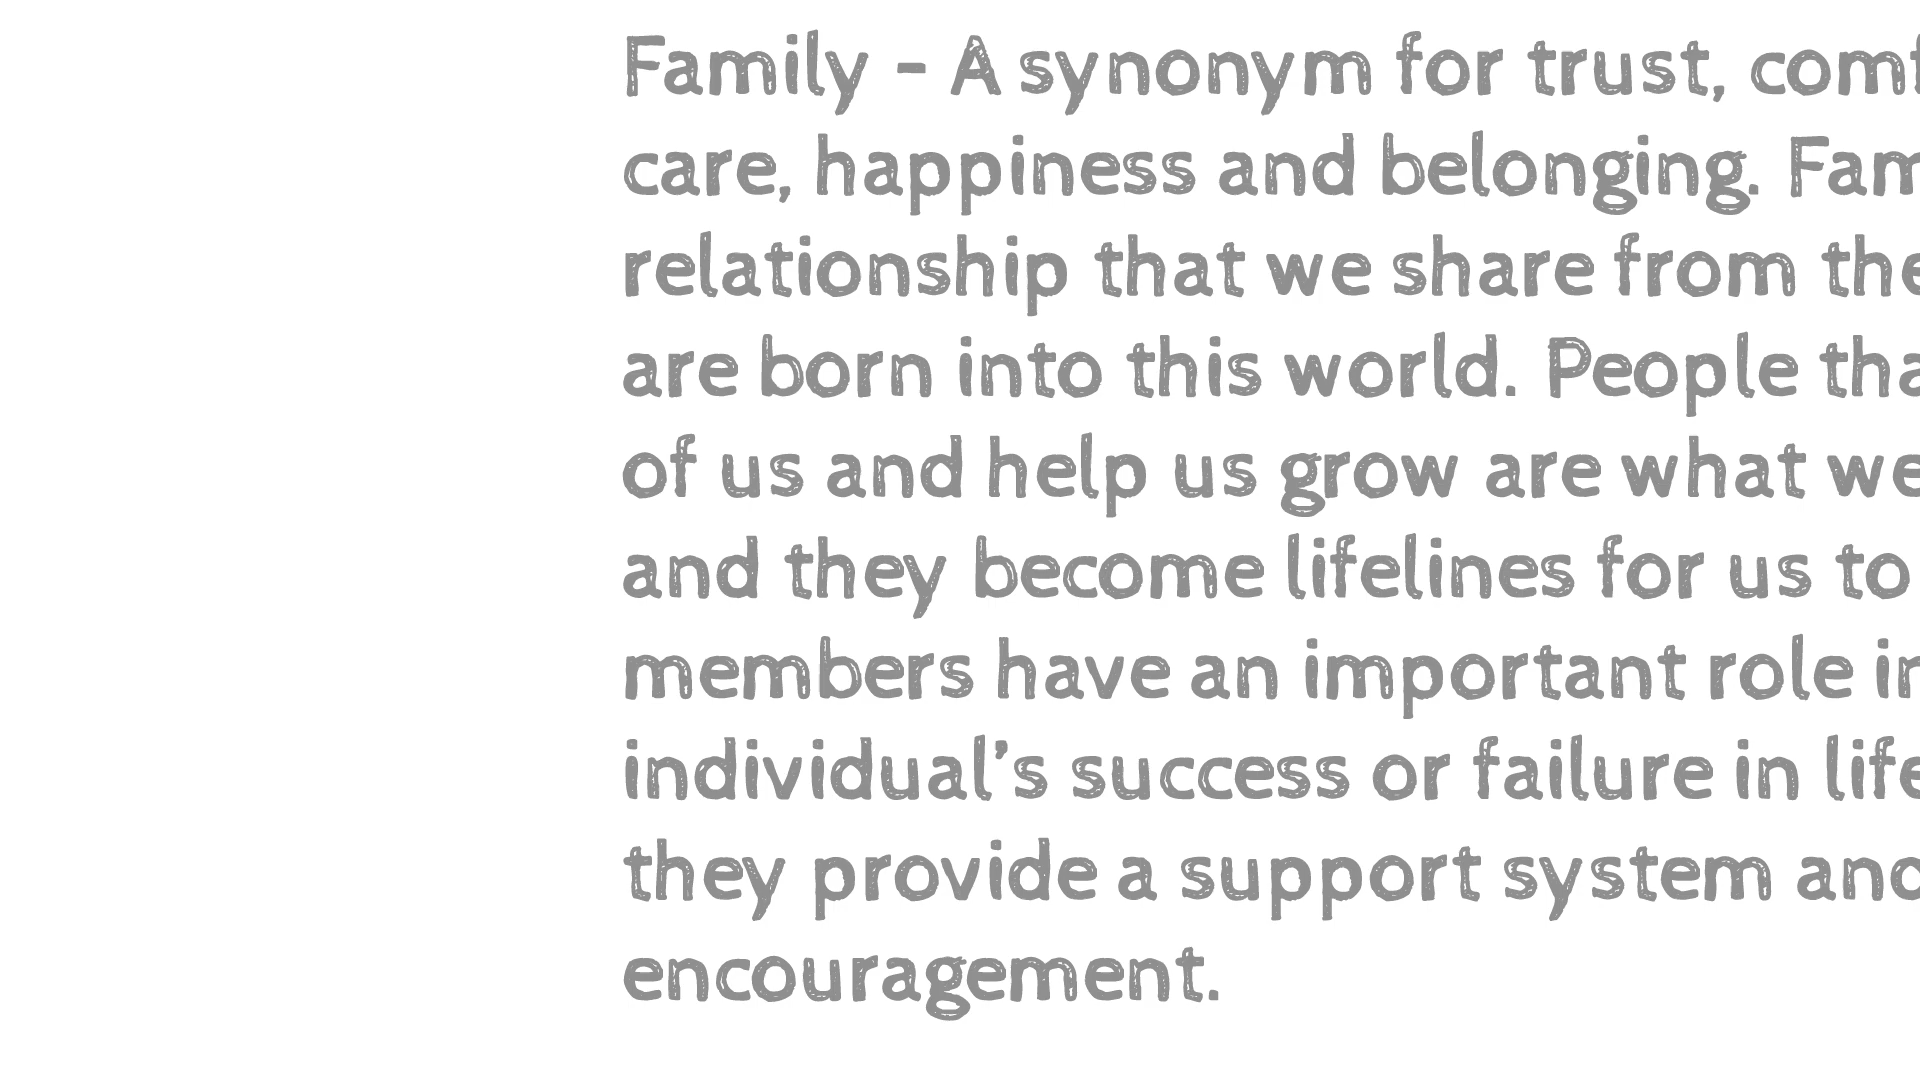 Family - A synonym for trust, comf
care, happiness and belonging. Fam
relationship that we share from the
are born into this world. People tha
of us and help us grow are what we
and they become lifelines for us to
members have an important role in
individual's success or failure in life
they provide a support system and
encouragement.